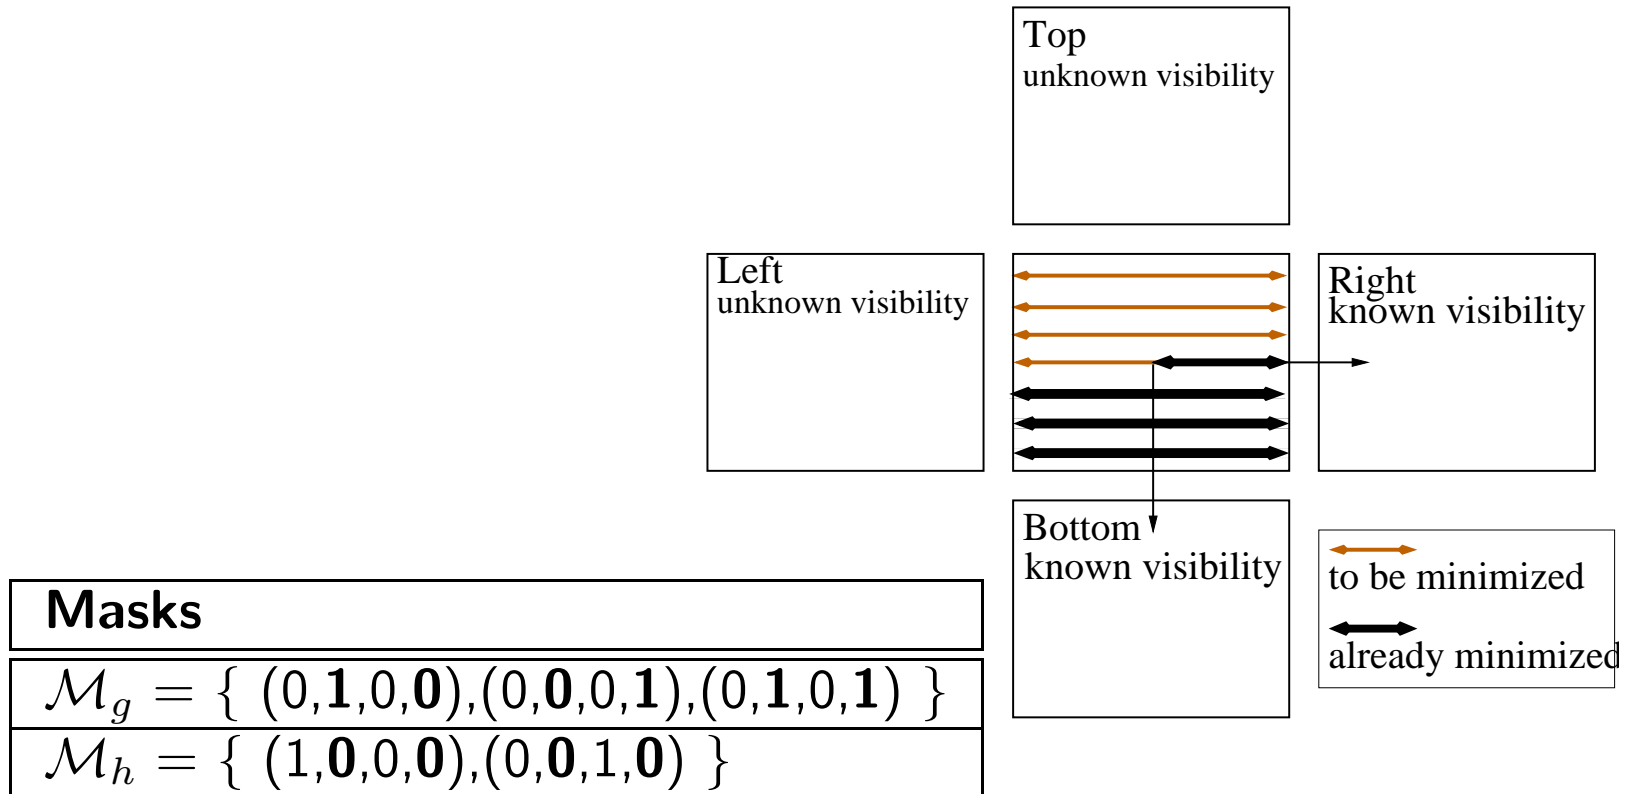 Top
unknown visibility
Left
unknown visibility
Right
known visibility
Bottom
known visibility
to be minimized
already minimized
Masks
ℳg = { (0,1,0,0),(0,0,0,1),(0,1,0,1) }
ℳh = { (1,0,0,0),(0,0,1,0) }